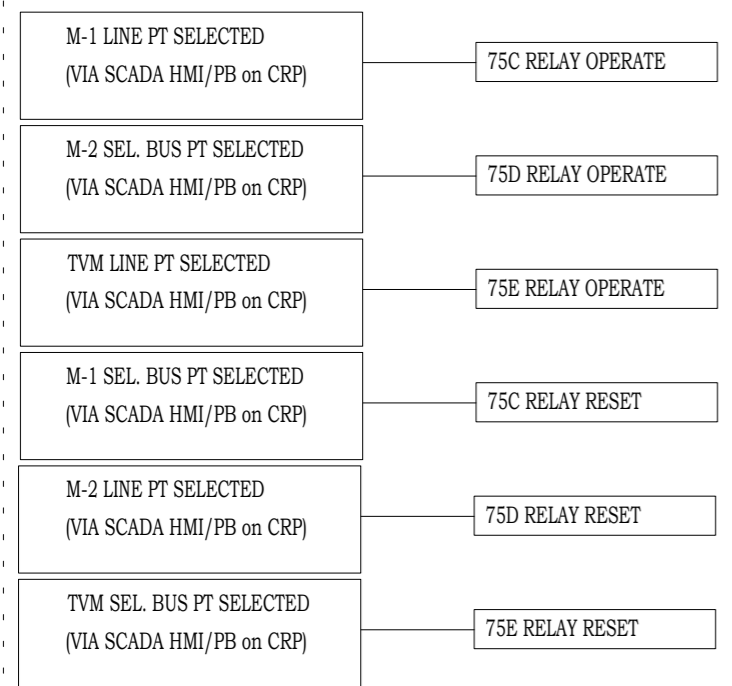 M-1 LINE PT SELECTED
(VIA SCADA HMI/PB on CRP)
75C RELAY OPERATE
M-2 SEL. BUS PT SELECTED
(VIA SCADA HMI/PB on CRP)
75D RELAY OPERATE
TVM LINE PT SELECTED
(VIA SCADA HMI/PB on CRP)
75E RELAY OPERATE
M-1 SEL. BUS PT SELECTED
(VIA SCADA HMI/PB on CRP)
75C RELAY RESET
M-2 LINE PT SELECTED
(VIA SCADA HMI/PB on CRP)
75D RELAY RESET
TVM SEL. BUS PT SELECTED
(VIA SCADA HMI/PB on CRP)
75E RELAY RESET